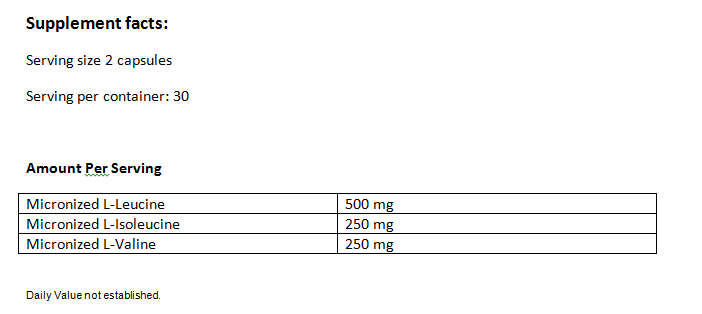 Supplement facts:
Serving size 2 capsules
Serving per container: 30
Amount Per Serving
Micronized L-Leucine 500 mg
Micronized L-Isoleucine 250 mg
Micronized L-Valine 250 mg
Daily Value not established.